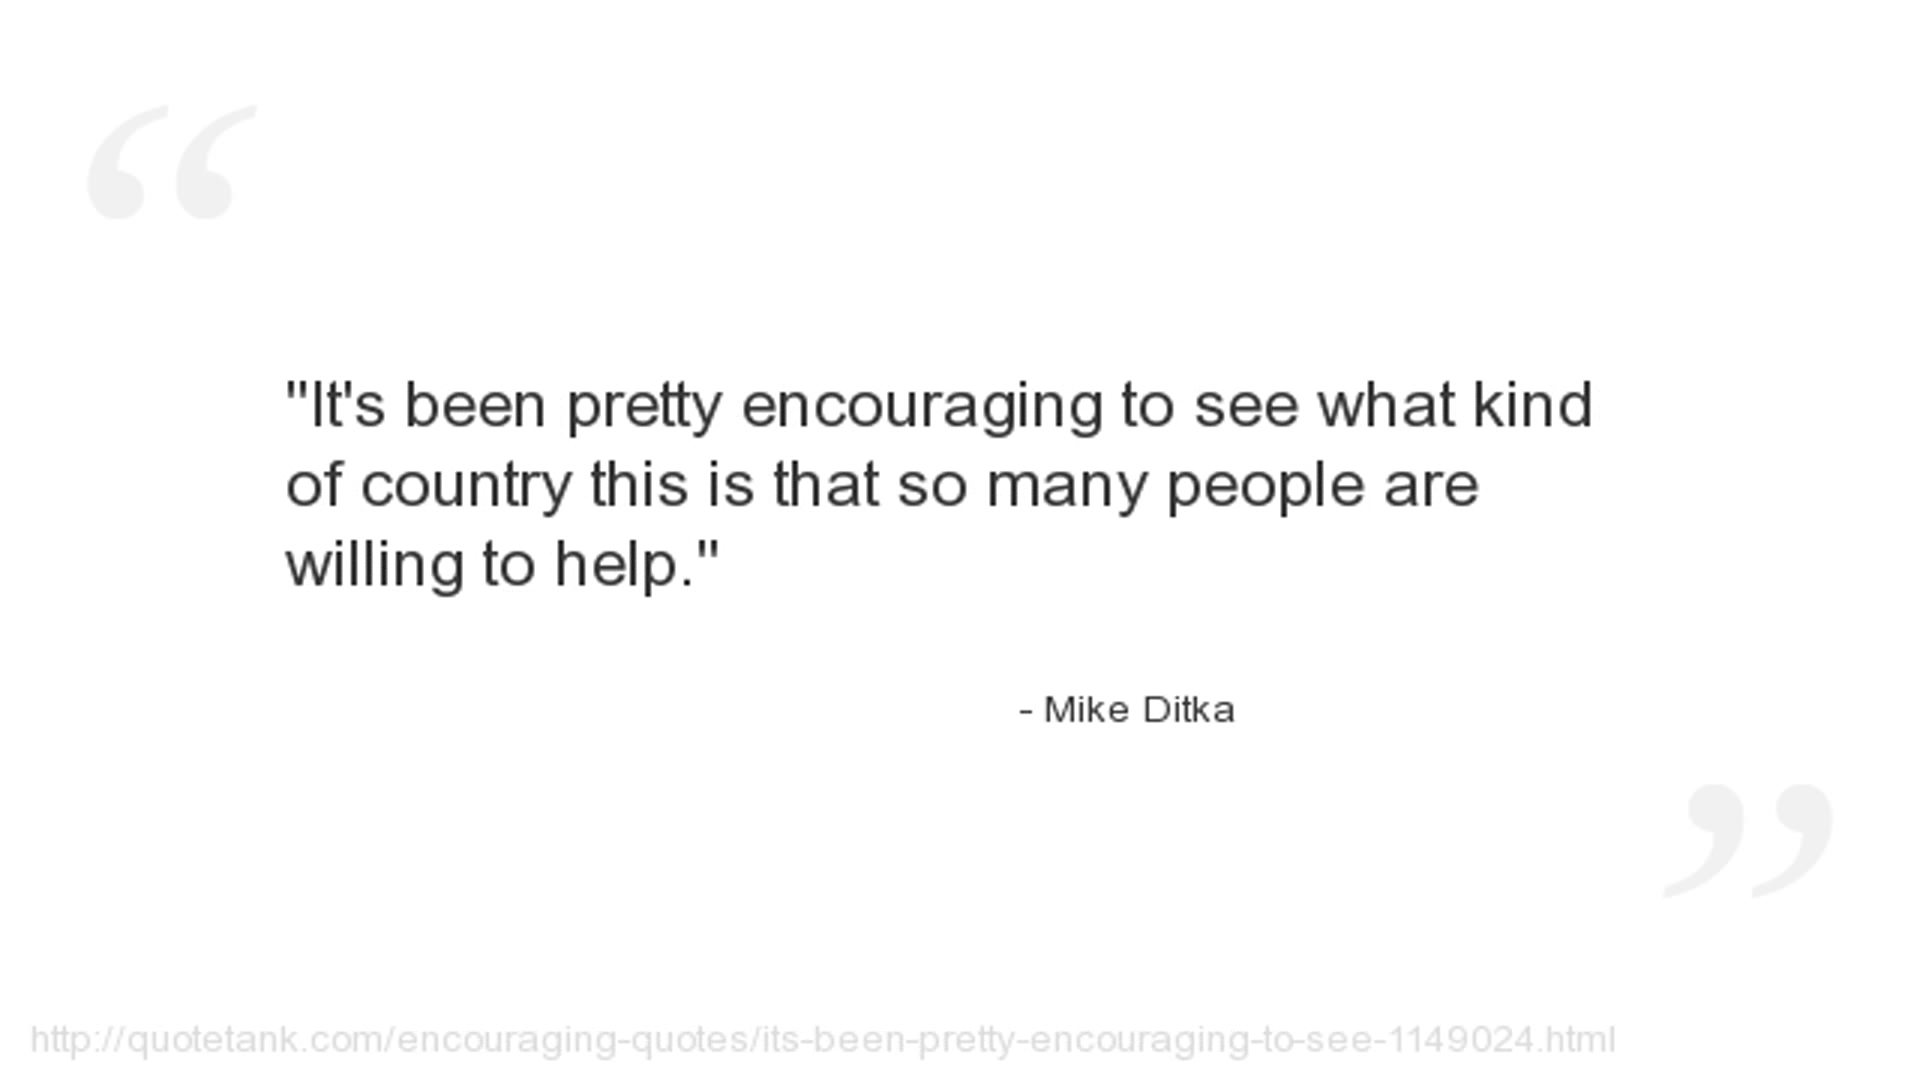 "It's been pretty encouraging to see what kind
of country this is that so many people are
willing to help."
- Mike Ditka
http://quotetank.com/encouraging-quotes/its-been-pretty-encouraging-to-see-1149024.html